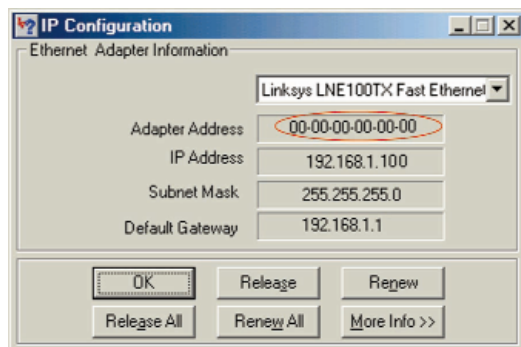 IP Configuration
Ethernet Adapter Information
Linksys LNE100TX Fast Ethernet
Adapter Address 00-00-00-00-00-00
IP Address 192.168.1.100
Subnet Mask 255.255.255.0
Default Gateway 192.168.1.1
OK Release Renew
Release All Renew All More Info >>